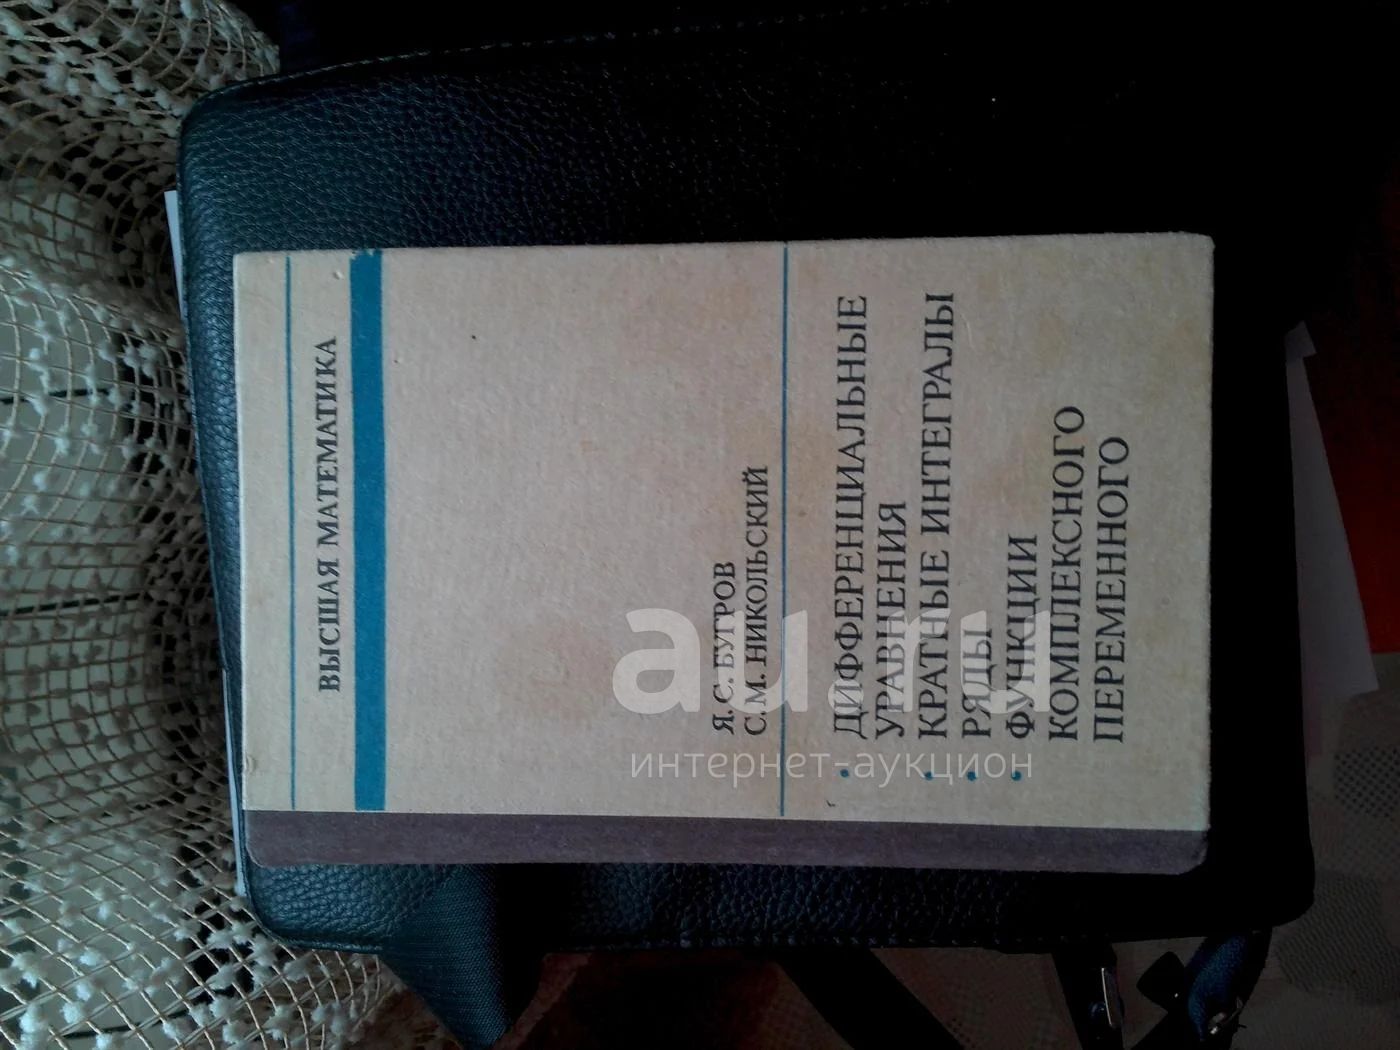 ВЫСШАЯ МАТЕМАТИКА
Я. С. БУГРОВ
С. М. НИКОЛЬСКИЙ
• ДИФФЕРЕНЦИАЛЬНЫЕ
УРАВНЕНИЯ
• КРАТНЫЕ ИНТЕГРАЛЫ
• РЯДЫ
• ФУНКЦИИ
КОМПЛЕКСНОГО
ПЕРЕМЕННОГО
au.ru
интернет-аукцион